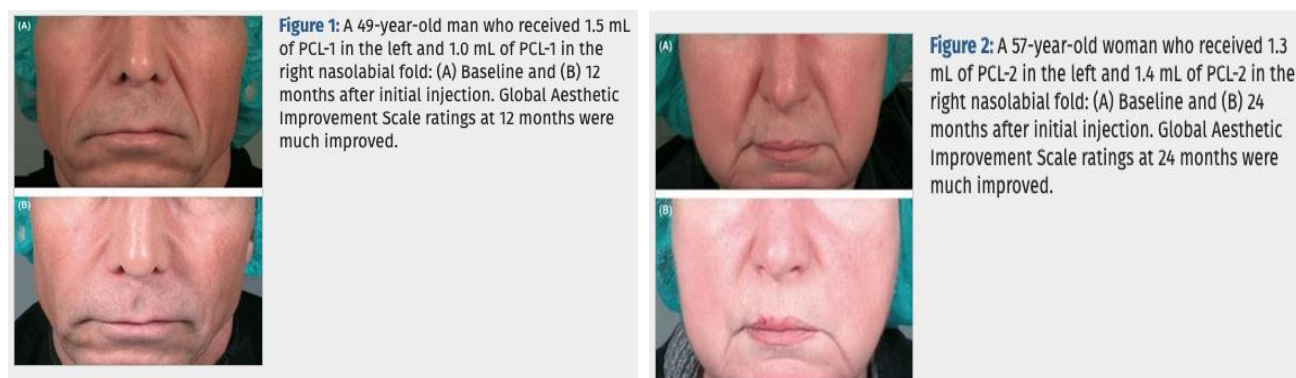 (A)
Figure 1: A 49-year-old man who received 1.5 mL
of PCL-1 in the left and 1.0 mL of PCL-1 in the
right nasolabial fold: (A) Baseline and (B) 12
months after initial injection. Global Aesthetic
Improvement Scale ratings at 12 months were
much improved.
(B)
(A)
Figure 2: A 57-year-old woman who received 1.3
mL of PCL-2 in the left and 1.4 mL of PCL-2 in the
right nasolabial fold: (A) Baseline and (B) 24
months after initial injection. Global Aesthetic
Improvement Scale ratings at 24 months were
much improved.
(B)